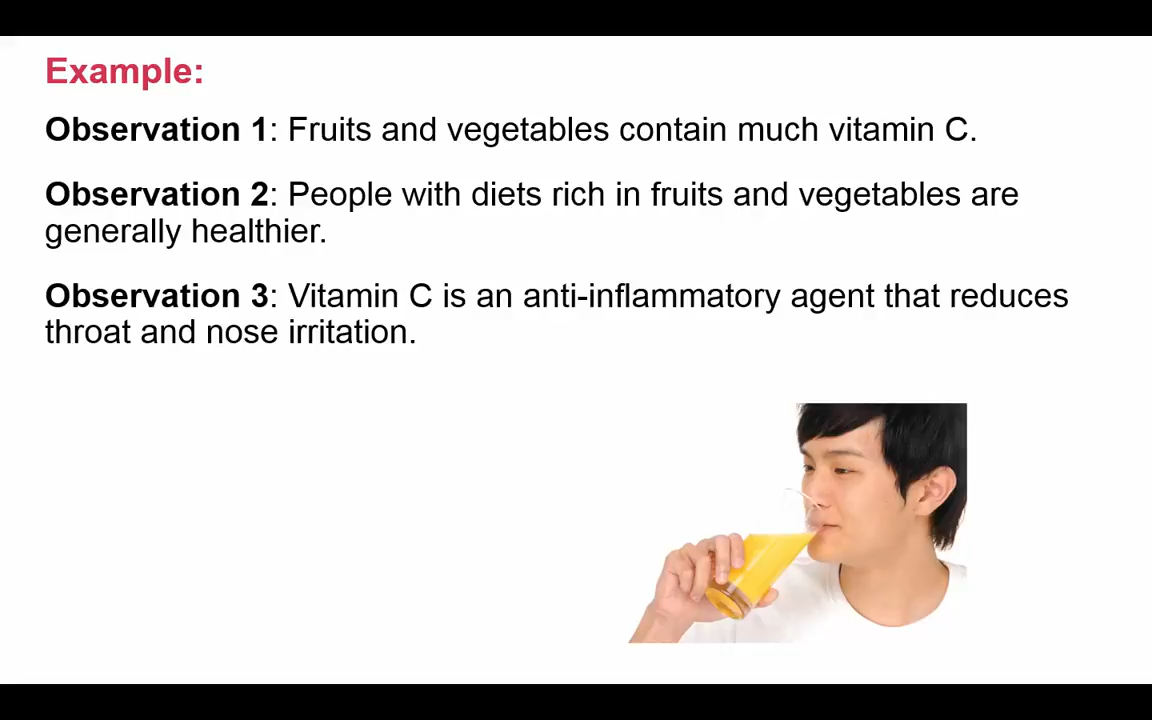 Example:
Observation 1: Fruits and vegetables contain much vitamin C.
Observation 2: People with diets rich in fruits and vegetables are
generally healthier.
Observation 3: Vitamin C is an anti-inflammatory agent that reduces
throat and nose irritation.